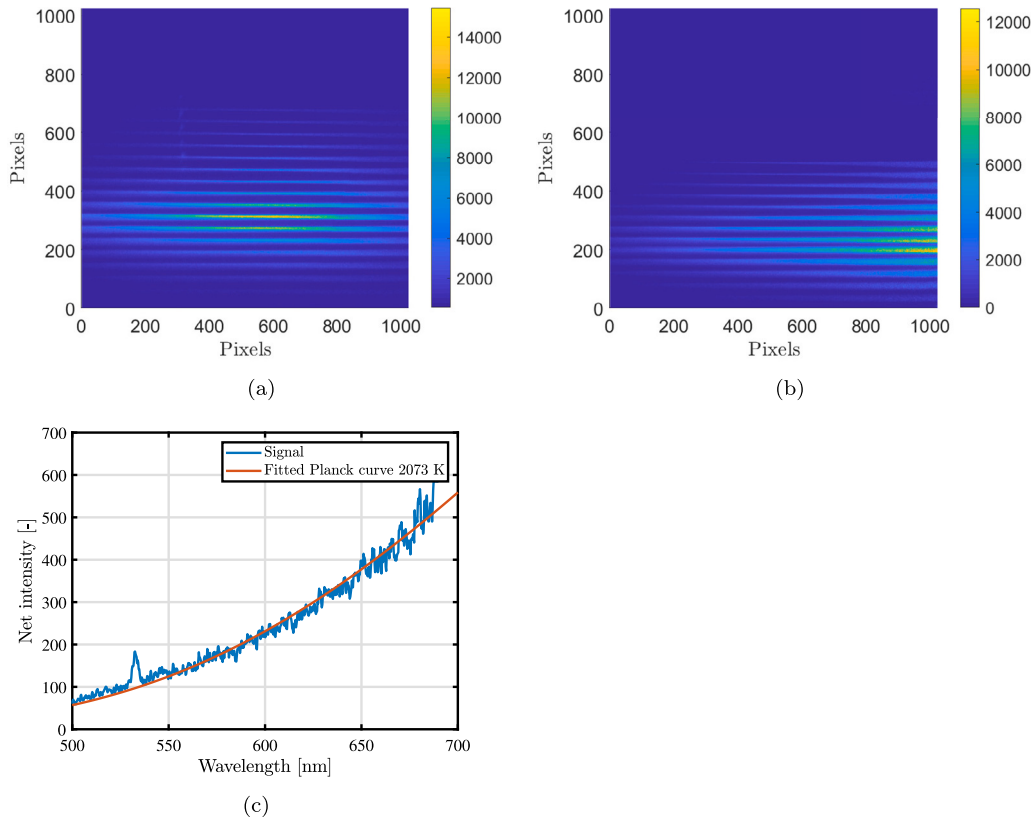 1000
800
600
400
200
0
Pixels
0 200 400 600 800 1000
Pixels
14000
12000
10000
8000
6000
4000
2000
(a)
1000
800
600
400
200
0
Pixels
0 200 400 600 800 1000
Pixels
12000
10000
8000
6000
4000
2000
0
(b)
700
600
500
400
300
200
100
0
Net intensity [-]
Signal
Fitted Planck curve 2073 K
500 550 600 650 700
Wavelength [nm]
(c)